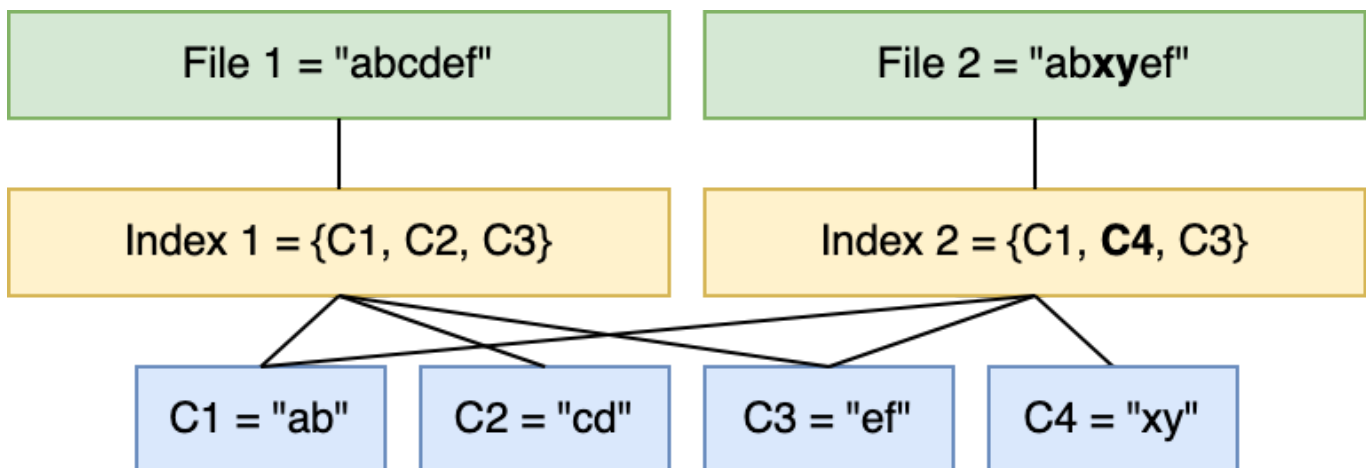 File 1 = "abcdef"
File 2 = "abxyef"
Index 1 = {C1, C2, C3}
Index 2 = {C1, C4, C3}
C1 = "ab"
C2 = "cd"
C3 = "ef"
C4 = "xy"